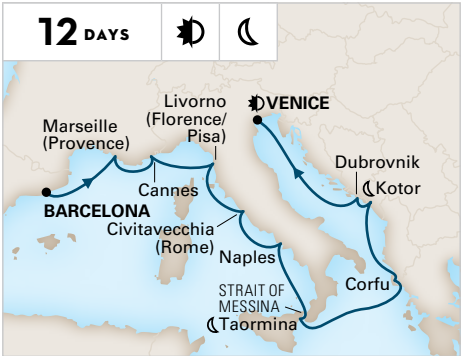 12 DAYS
Livorno
(Florence/
Pisa)
VENICE
Marseille
(Provence)
Dubrovnik
Kotor
Cannes
BARCELONA
Civitavecchia
(Rome)
Naples
Corfu
STRAIT OF
MESSINA
Taormina